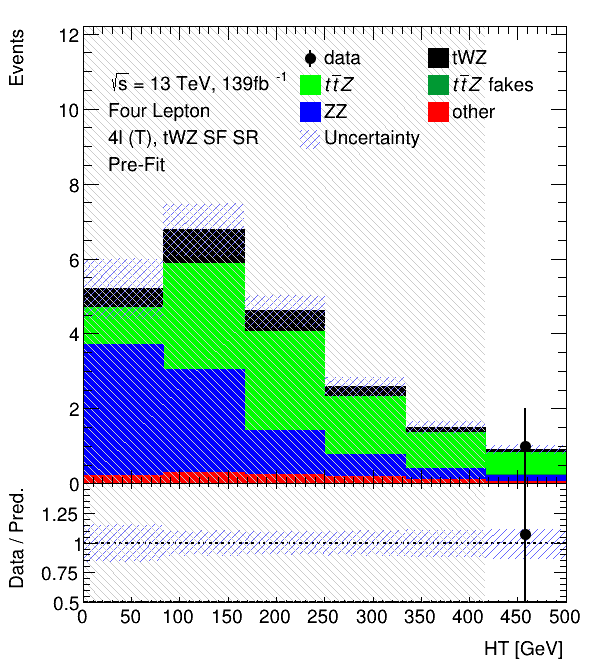 Events
12
10
8
6
4
2
0
√s = 13 TeV, 139fb⁻¹
Four Lepton
4l (T), tWZ SF SR
Pre-Fit
data
tWZ
tt̄Z
tt̄Z fakes
ZZ
other
Uncertainty
Data / Pred.
1.25
1
0.75
0.5
0 50 100 150 200 250 300 350 400 450 500
HT [GeV]